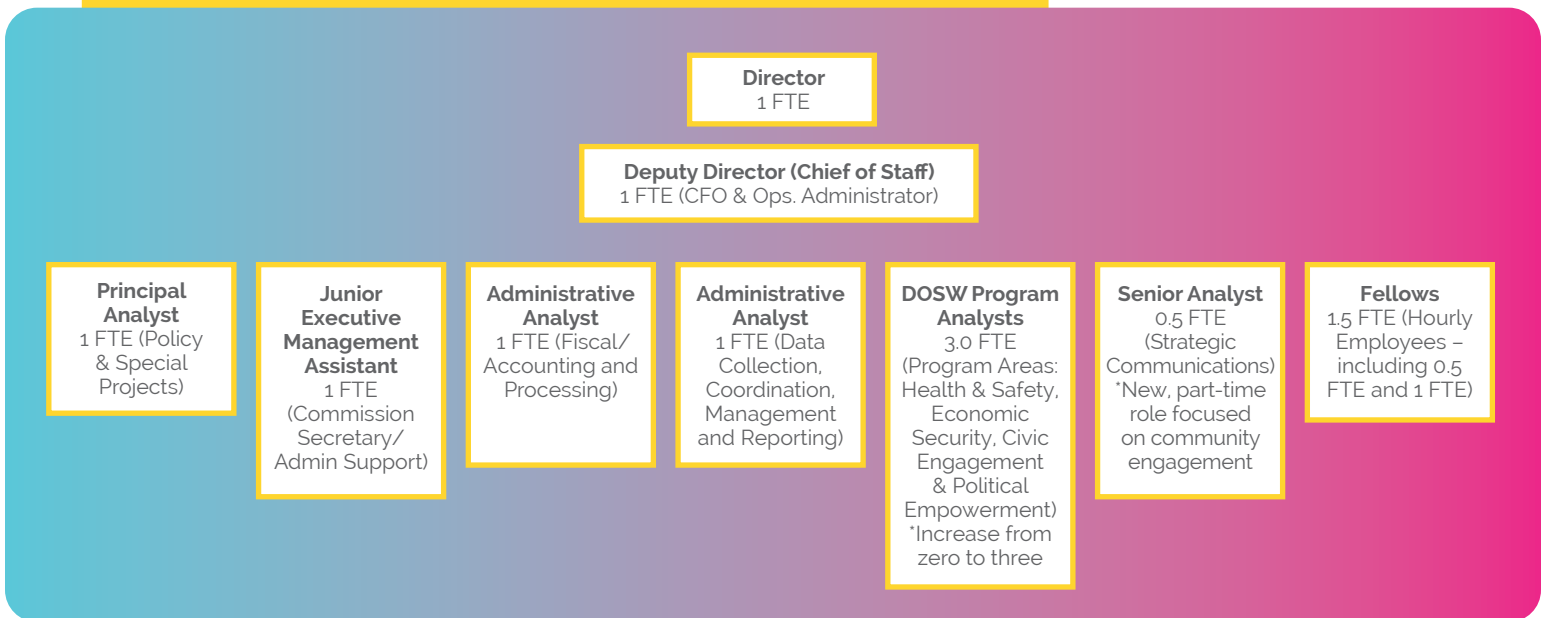 Director
1 FTE
Deputy Director (Chief of Staff)
1 FTE (CFO & Ops. Administrator)
Principal
Analyst
1 FTE (Policy
& Special
Projects)
Junior
Executive
Management
Assistant
1 FTE
(Commission
Secretary/
Admin Support)
Administrative
Analyst
1 FTE (Fiscal/
Accounting and
Processing)
Administrative
Analyst
1 FTE (Data
Collection,
Coordination,
Management
and Reporting)
DOSW Program
Analysts
3.0 FTE
(Program Areas:
Health & Safety,
Economic
Security, Civic
Engagement
& Political
Empowerment)
*Increase from
zero to three
Senior Analyst
0.5 FTE
(Strategic
Communications)
*New, part-time
role focused
on community
engagement
Fellows
1.5 FTE (Hourly
Employees –
including 0.5
FTE and 1 FTE)